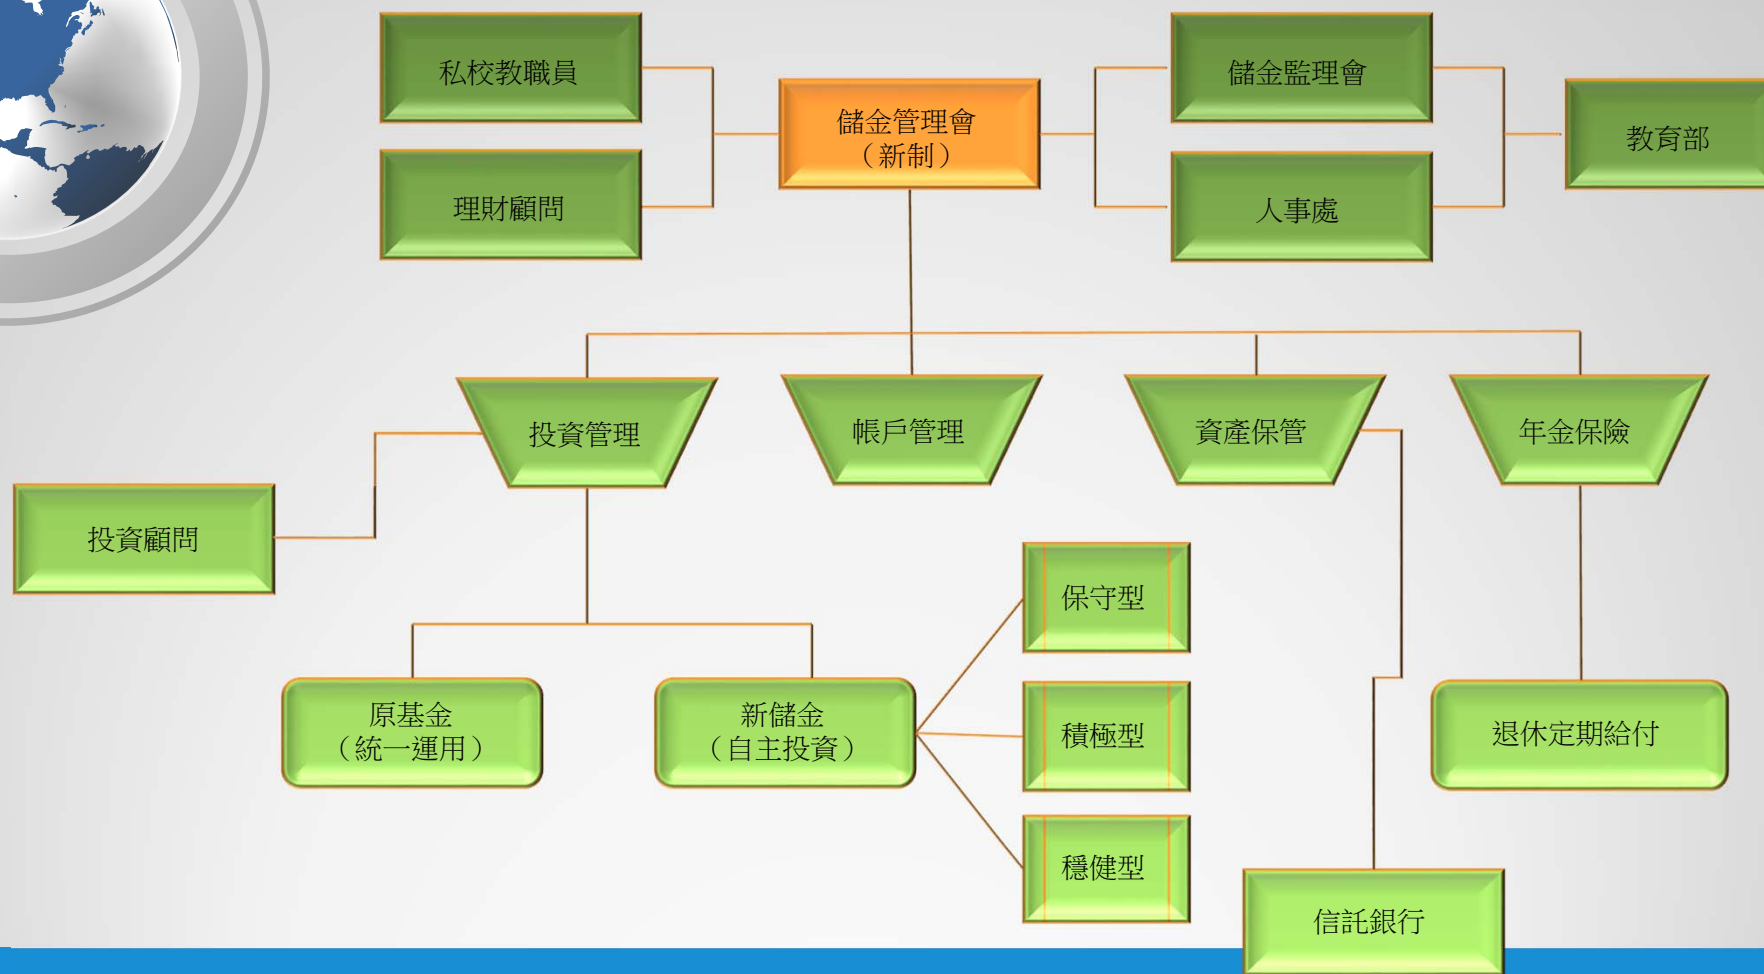 私校教職員
儲金監理會
儲金管理會
（新制）
教育部
理財顧問
人事處
投資管理
帳戶管理
資產保管
年金保險
投資顧問
保守型
原基金
（統一運用）
新儲金
（自主投資）
積極型
退休定期給付
穩健型
信託銀行